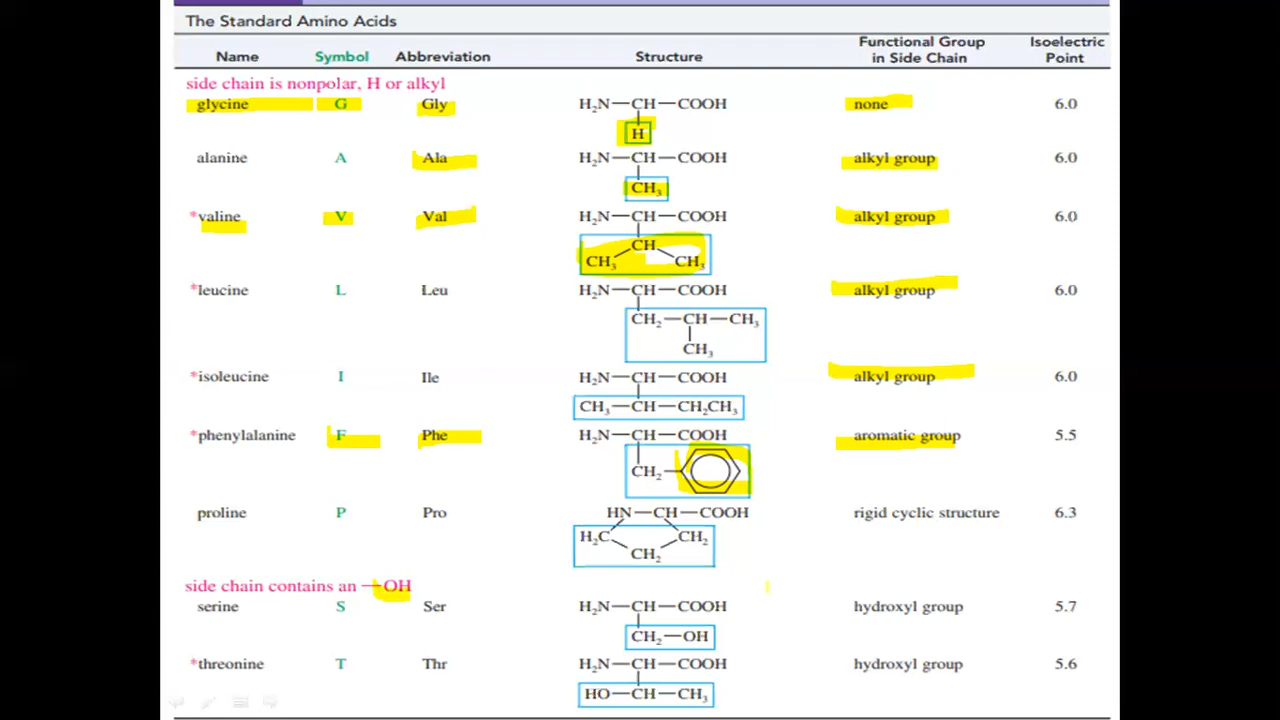 The Standard Amino Acids
Name Symbol Abbreviation Structure Functional Group in Side Chain Isoelectric Point
side chain is nonpolar, H or alkyl
glycine G Gly H₂N—CH—COOH none 6.0
H
alanine A Ala H₂N—CH—COOH alkyl group 6.0
CH₃
*valine V Val H₂N—CH—COOH alkyl group 6.0
CH
CH₃ CH₃
*leucine L Leu H₂N—CH—COOH alkyl group 6.0
CH₂—CH—CH₃
CH₃
*isoleucine I Ile H₂N—CH—COOH alkyl group 6.0
CH₃—CH—CH₂CH₃
*phenylalanine F Phe H₂N—CH—COOH aromatic group 5.5
CH₂—
proline P Pro HN—CH—COOH rigid cyclic structure 6.3
H₂C CH₂
CH₂
side chain contains an —OH
serine S Ser H₂N—CH—COOH hydroxyl group 5.7
CH₂—OH
*threonine T Thr H₂N—CH—COOH hydroxyl group 5.6
HO—CH—CH₃